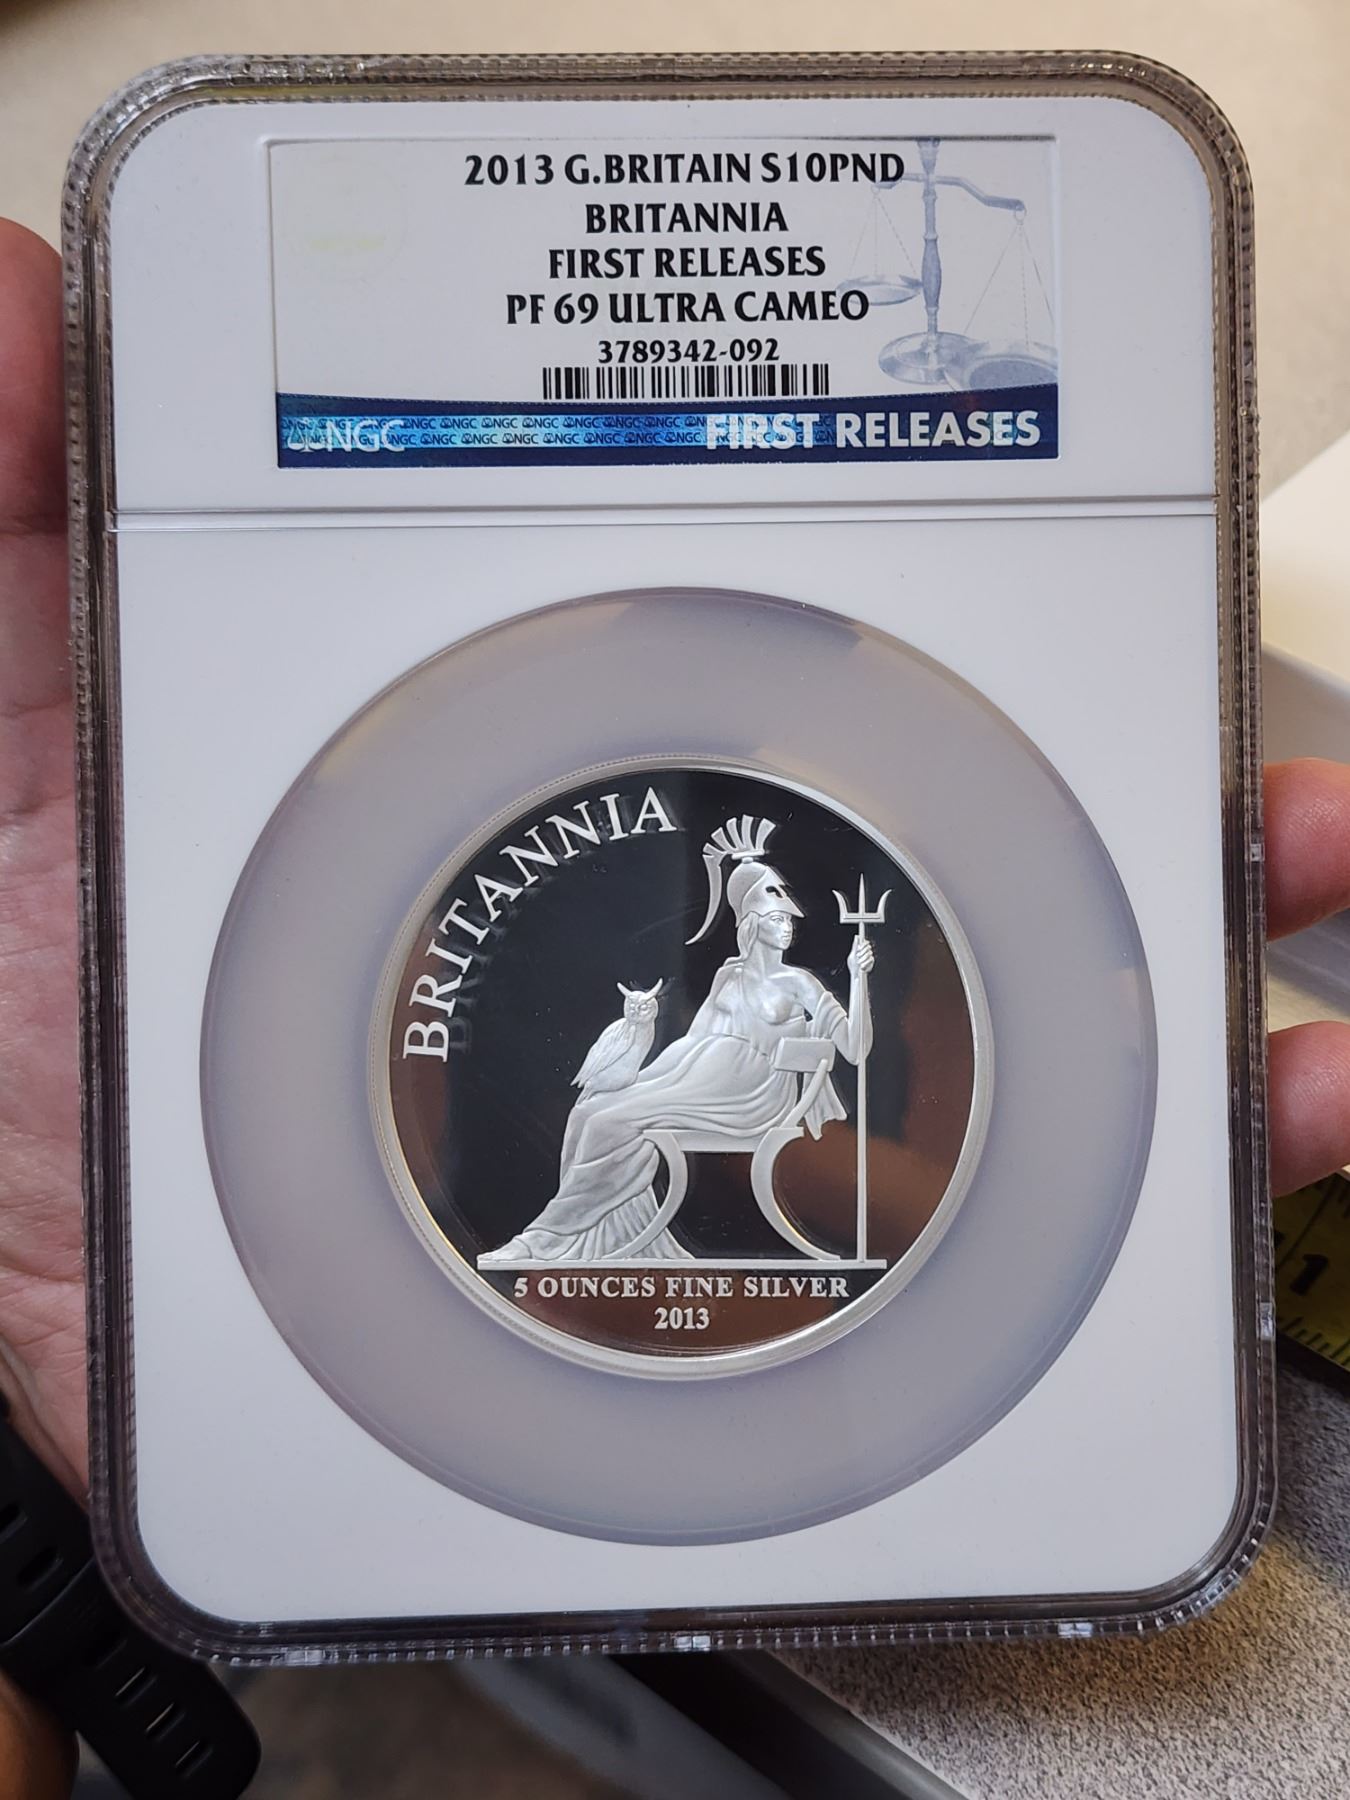 2013 G.BRITAIN S10PND
BRITANNIA
FIRST RELEASES
PF 69 ULTRA CAMEO
3789342-092
NGC FIRST RELEASES
BRITANNIA
5 OUNCES FINE SILVER
2013
1